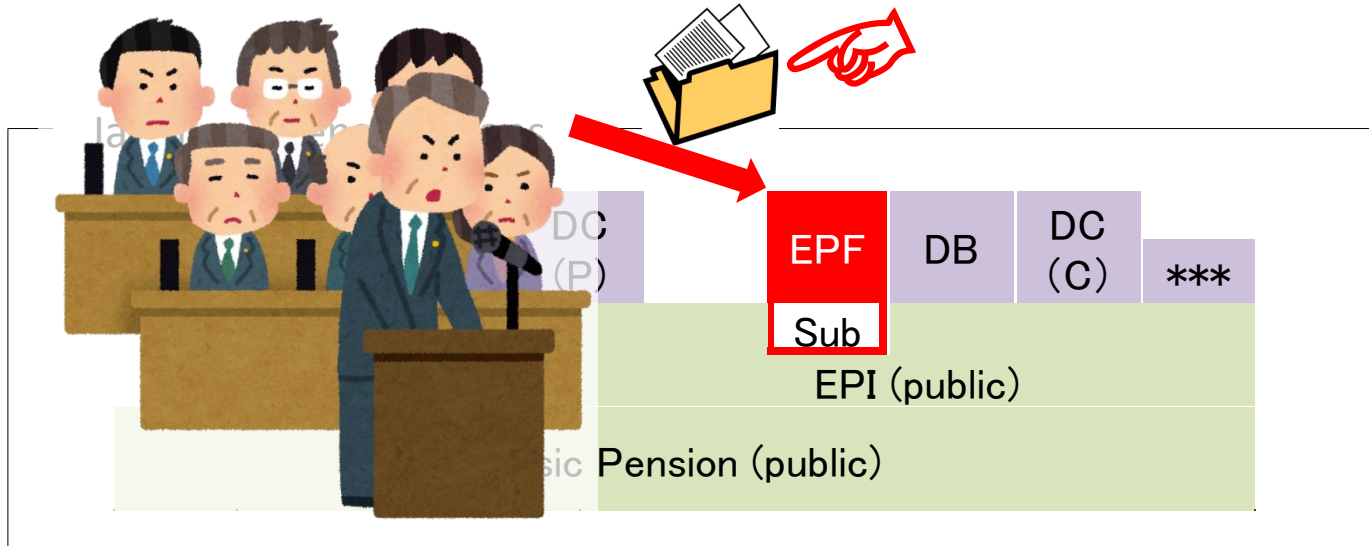 DC
(P)
EPF
DB
DC
(C)
***
Sub
EPI (public)
Pension (public)